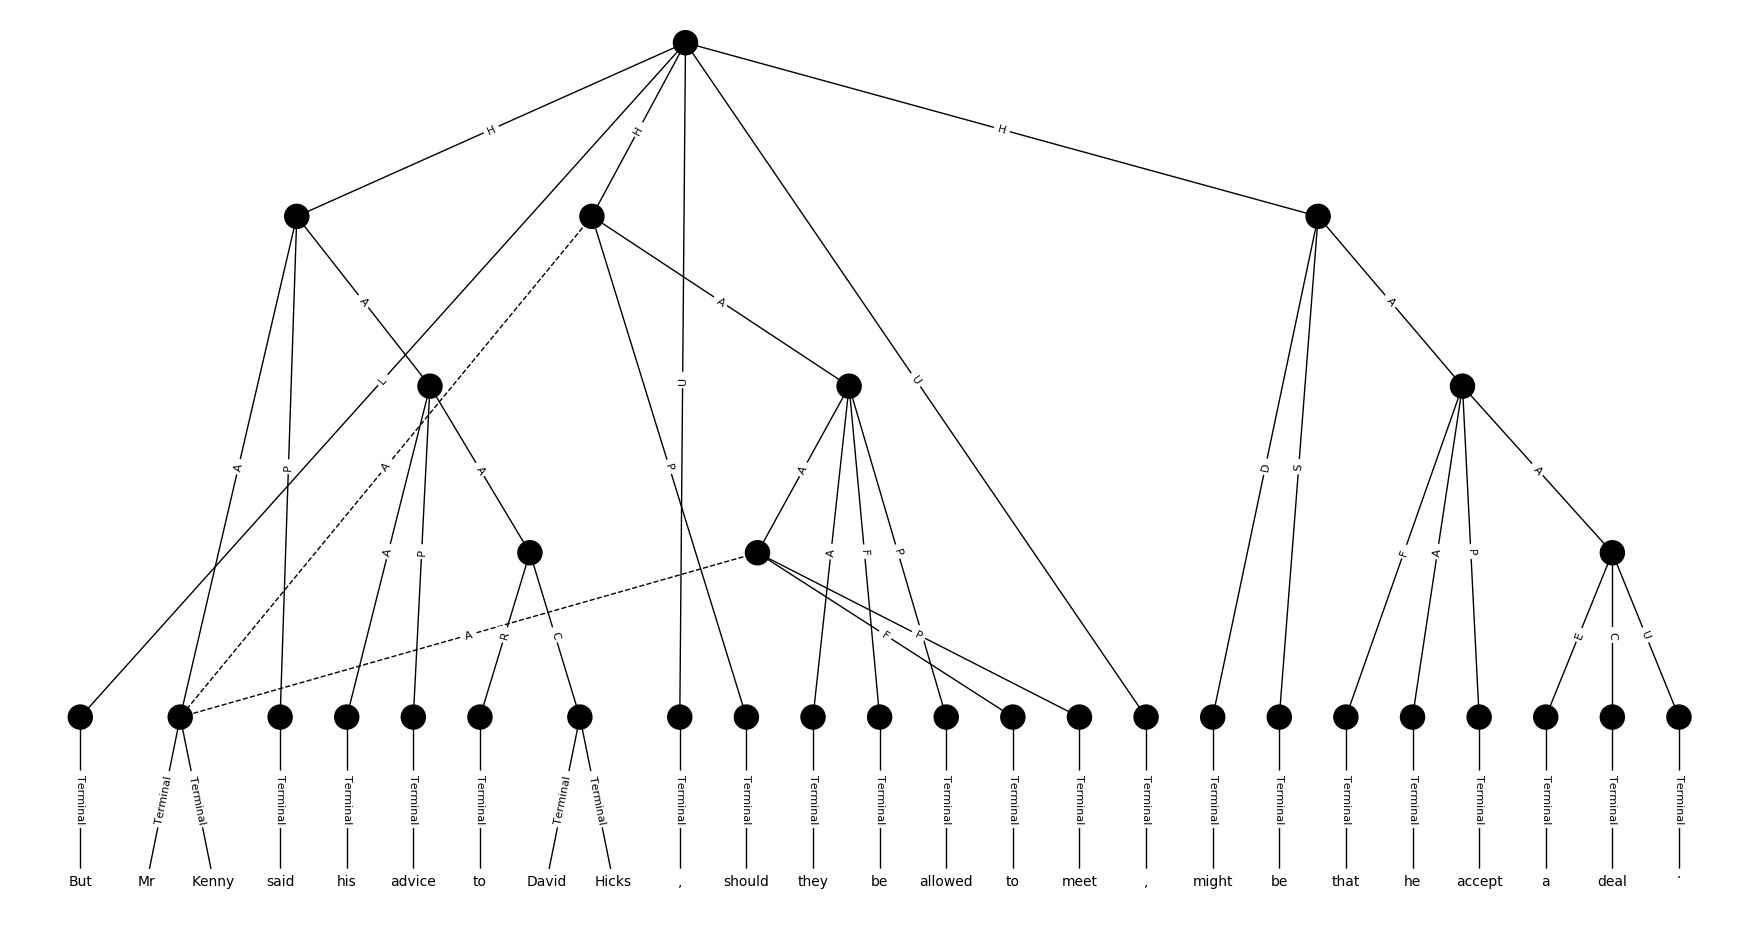 H H H
A A A
L U U
A P A P D S
A A A
A P A F P F A P
A R C F P E C U
Terminal Terminal Terminal Terminal Terminal Terminal Terminal Terminal Terminal Terminal Terminal Terminal Terminal Terminal Terminal Terminal Terminal Terminal Terminal Terminal Terminal Terminal Terminal Terminal Terminal
But Mr Kenny said his advice to David Hicks , should they be allowed to meet , might be that he accept a deal .